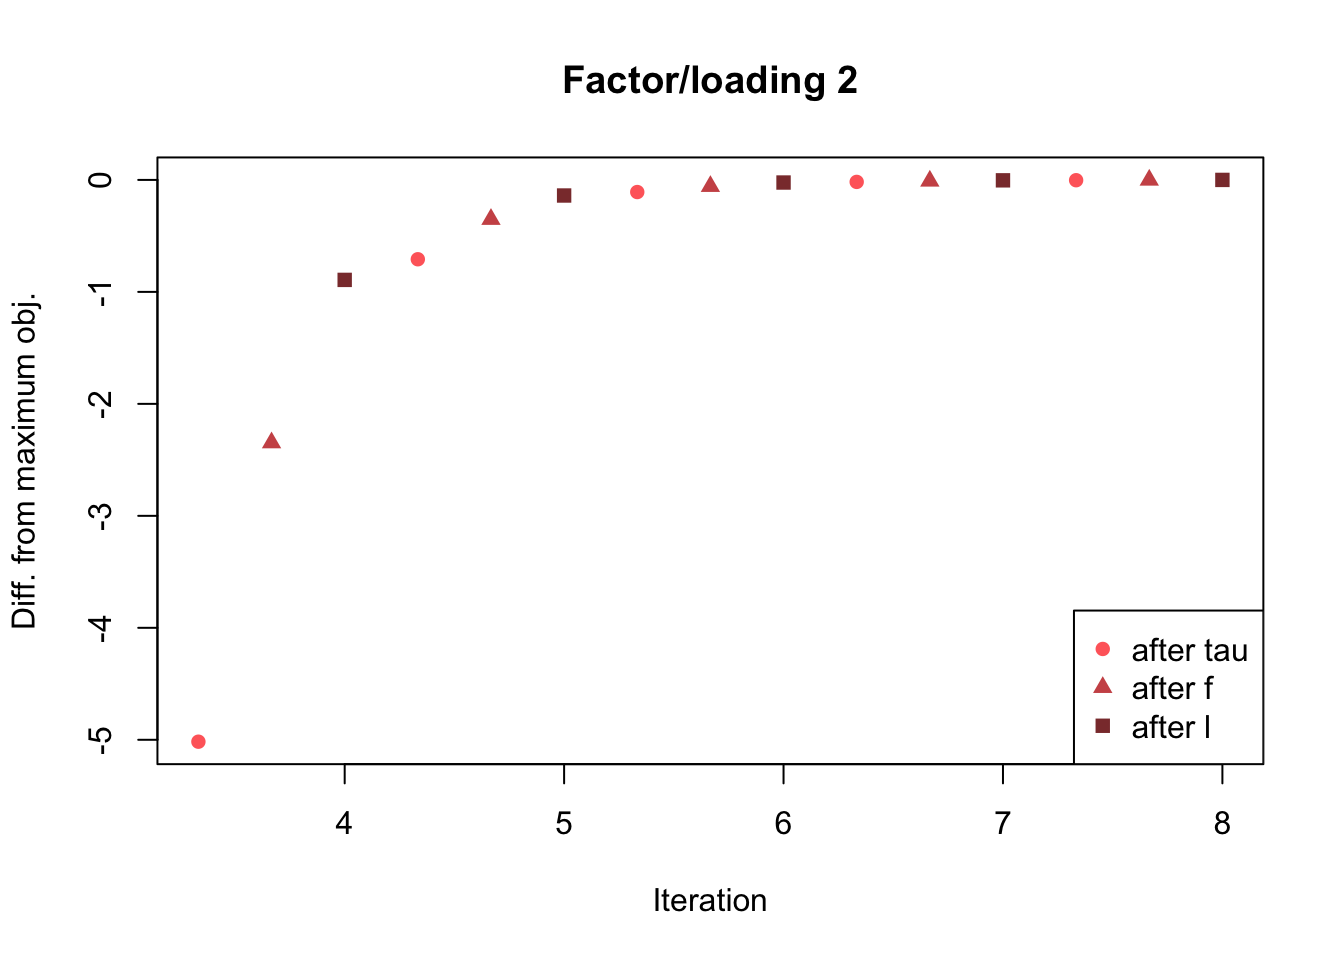 Factor/loading 2
Diff. from maximum obj.
0
-1
-2
-3
-4
-5
after tau
after f
after l
4 5 6 7 8
Iteration